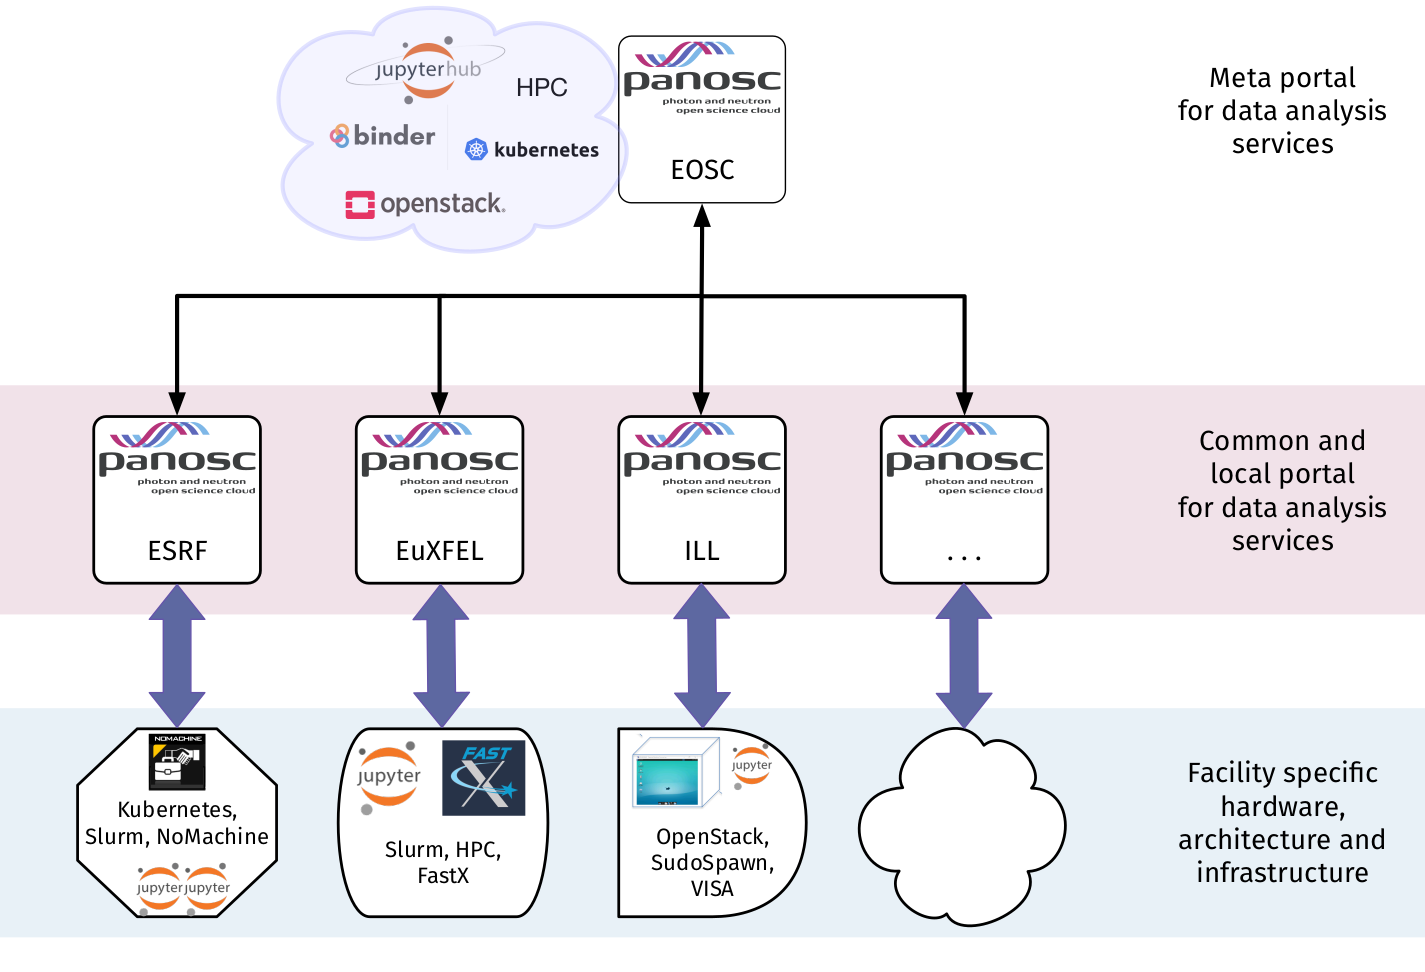 jupyterhub
HPC
binder
kubernetes
openstack.
panosc
photon and neutron
open science cloud
EOSC
Meta portal
for data analysis
services
panosc
photon and neutron
open science cloud
ESRF
panosc
photon and neutron
open science cloud
EuXFEL
panosc
photon and neutron
open science cloud
ILL
panosc
photon and neutron
open science cloud
...
Common and
local portal
for data analysis
services
NOMACHINE
Kubernetes,
Slurm, NoMachine
jupyter jupyter
jupyter
FAST
X
Slurm, HPC,
FastX
jupyter
OpenStack,
SudoSpawn,
VISA
Facility specific
hardware,
architecture and
infrastructure